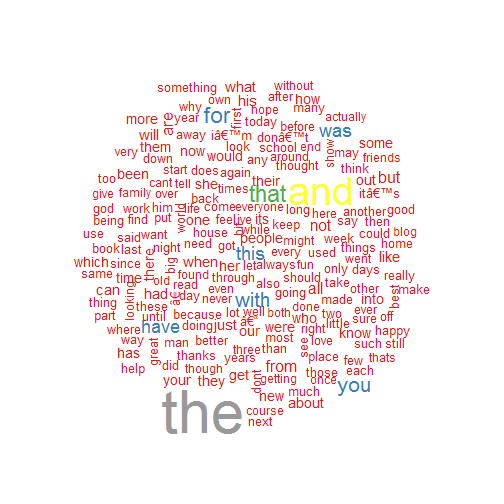 something what without
why own his after how
more year for first hope many actually
are today
will away iâ€™m donâ€™t before was
them now look school end show some
very down would any around may friends
thought think
too been start does again
cant tell she times their that and out but
give family over back itâ€™s
god work him life come everyone long here another good
being find put world one feel live its keep not say then
use said want house while could blog
book last night need got people might week things home
which since there big when this every used went like
same time old found her let always fun only days really
can read through also should all take other make
thing these had â€ day never even with going made into best
part until because lot well both done two ever off
looking have doing just â€ who little sure
where our were right know happy
way man better most see love such still
has great three than place few thats
thanks years
help did though from those each
your they get dont getting once you
the new much
course about
next